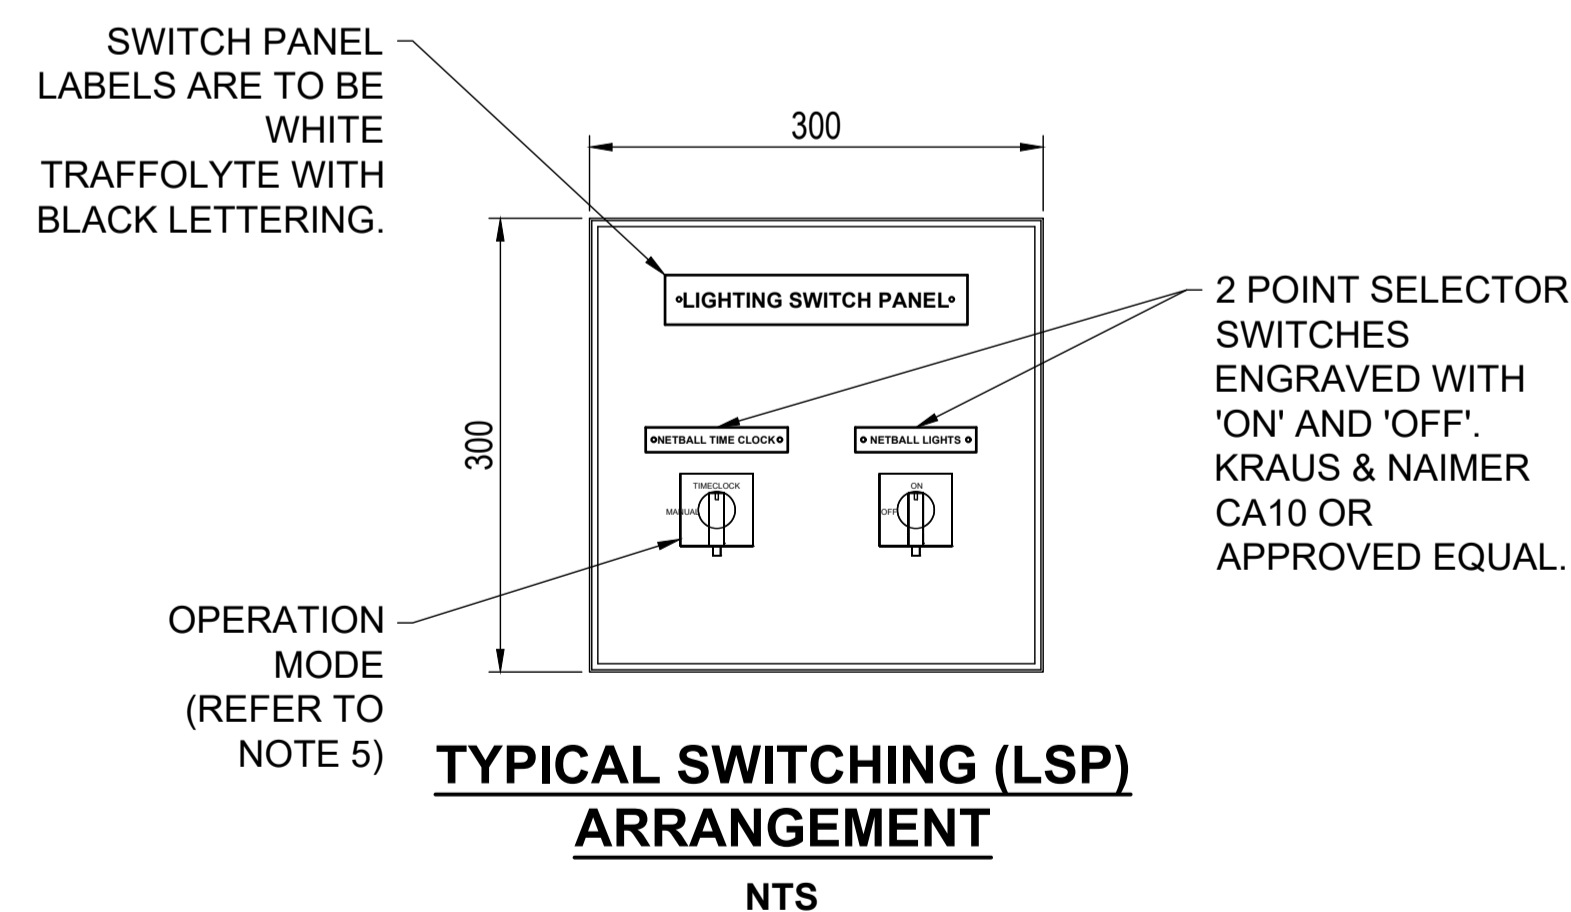 SWITCH PANEL
LABELS ARE TO BE
WHITE
TRAFFOLYTE WITH
BLACK LETTERING.
300
300
LIGHTING SWITCH PANEL
2 POINT SELECTOR
SWITCHES
ENGRAVED WITH
'ON' AND 'OFF'.
KRAUS & NAIMER
CA10 OR
APPROVED EQUAL.
NETBALL TIME CLOCK
NETBALL LIGHTS
TIMECLOCK
MANUAL
ON
OFF
OPERATION
MODE
(REFER TO
NOTE 5)
TYPICAL SWITCHING (LSP)
ARRANGEMENT
NTS